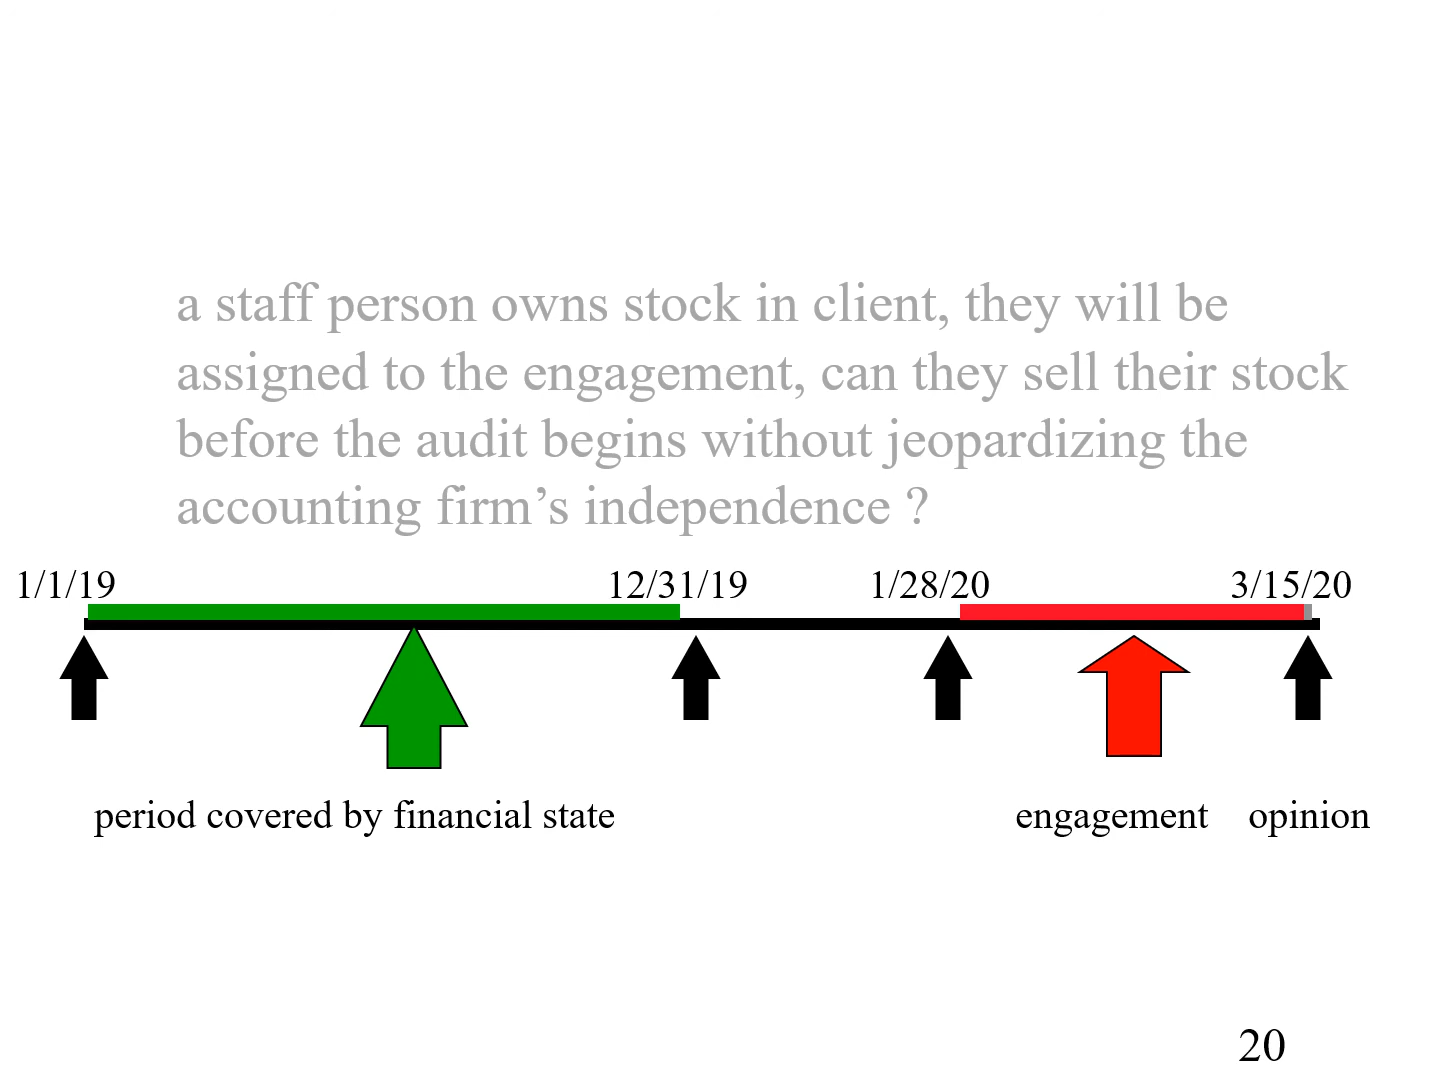 a staff person owns stock in client, they will be
assigned to the engagement, can they sell their stock
before the audit begins without jeopardizing the
accounting firm’s independence ?
1/1/19 12/31/19 1/28/20 3/15/20
period covered by financial state engagement opinion
20